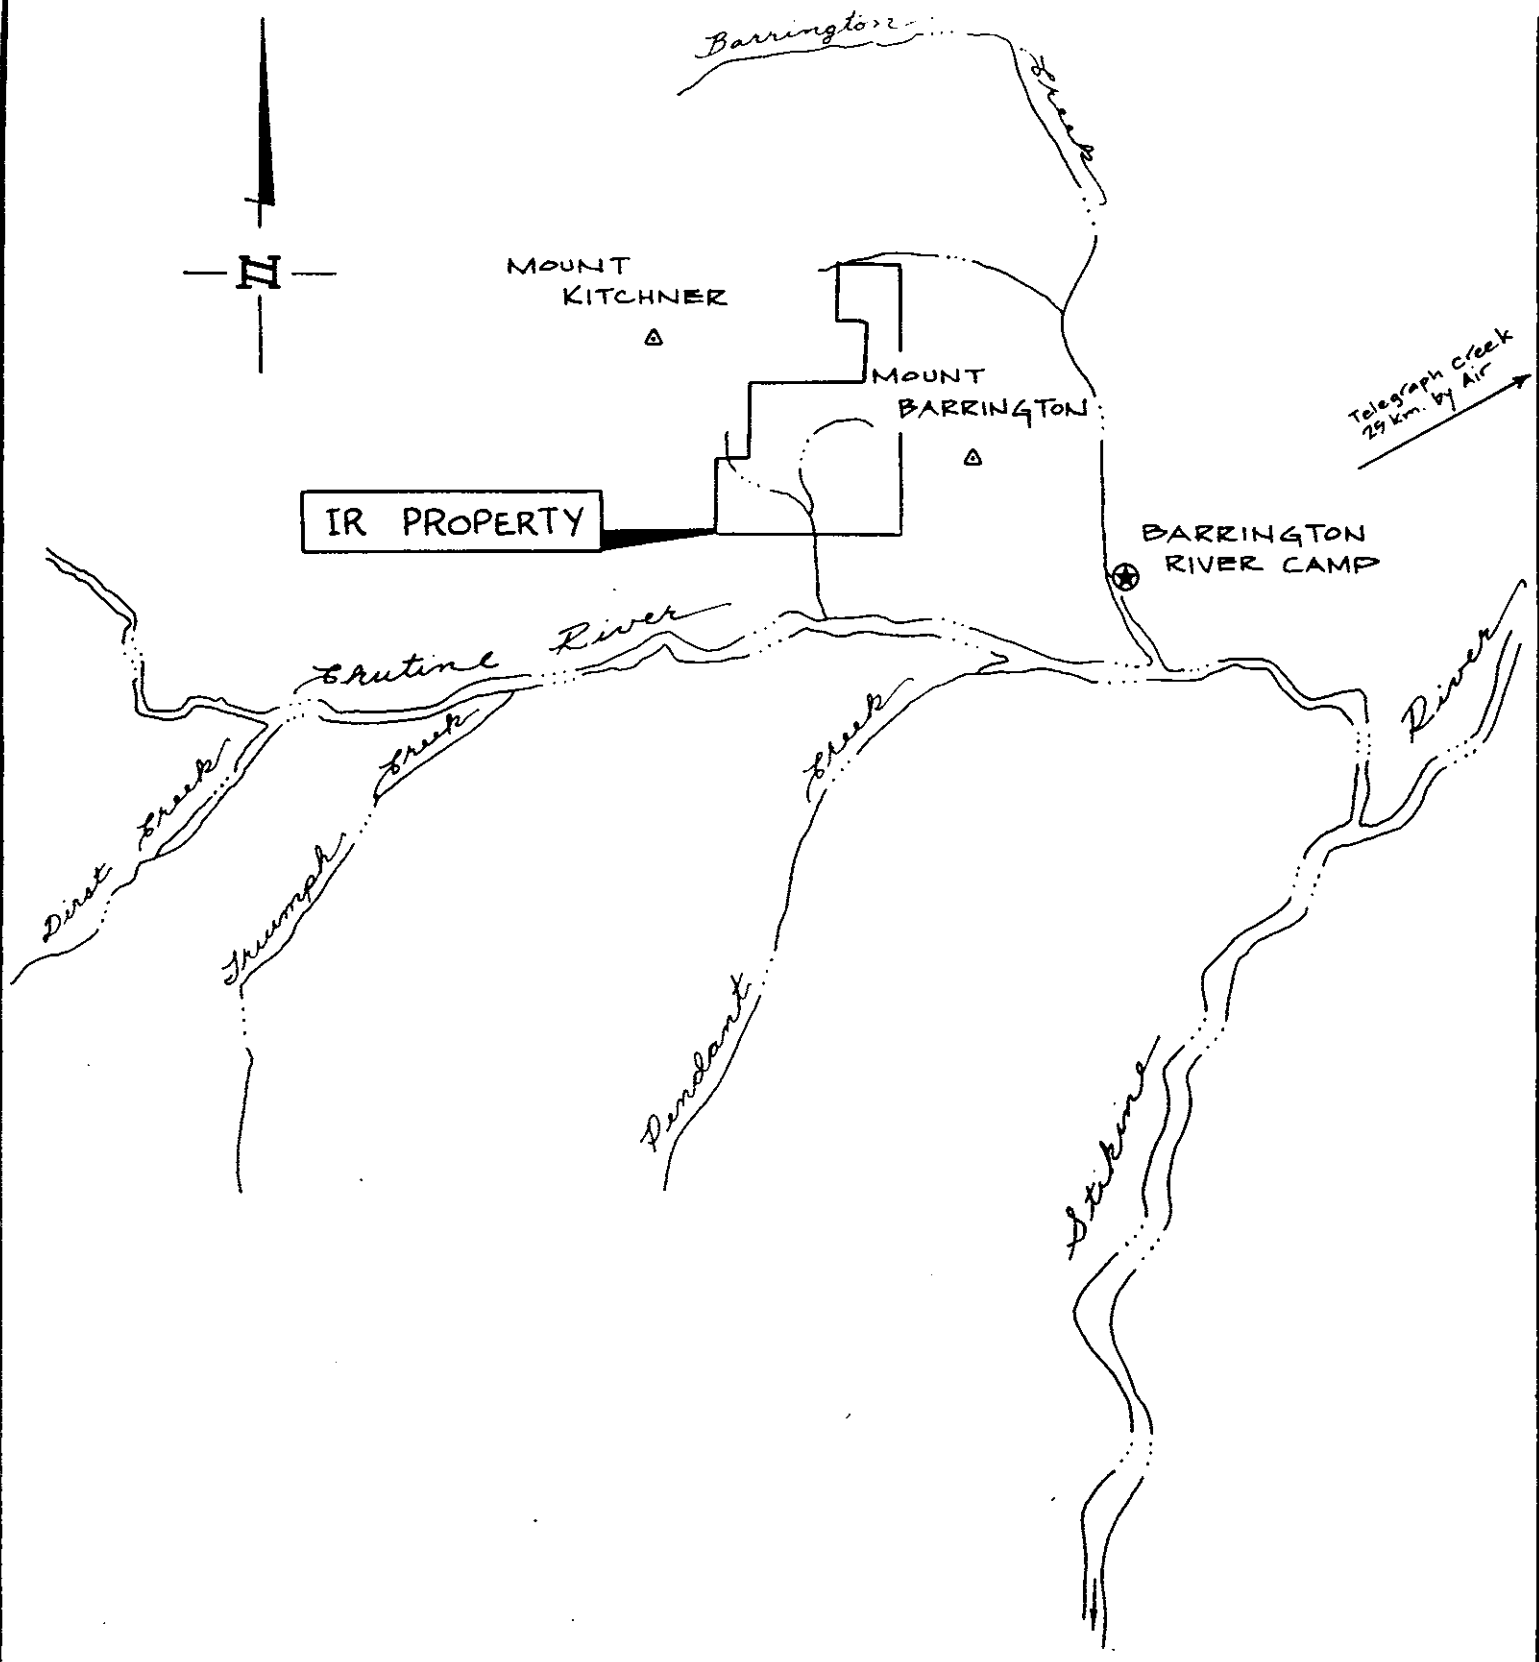 Barrington
Creek
N
MOUNT
KITCHNER
MOUNT
BARRINGTON
Telegraph Creek
25 km. by Air
IR PROPERTY
BARRINGTON
RIVER CAMP
Chutine River
River
Creek
Creek
Creek
Dirst
Triumph
Pendant
Stikine